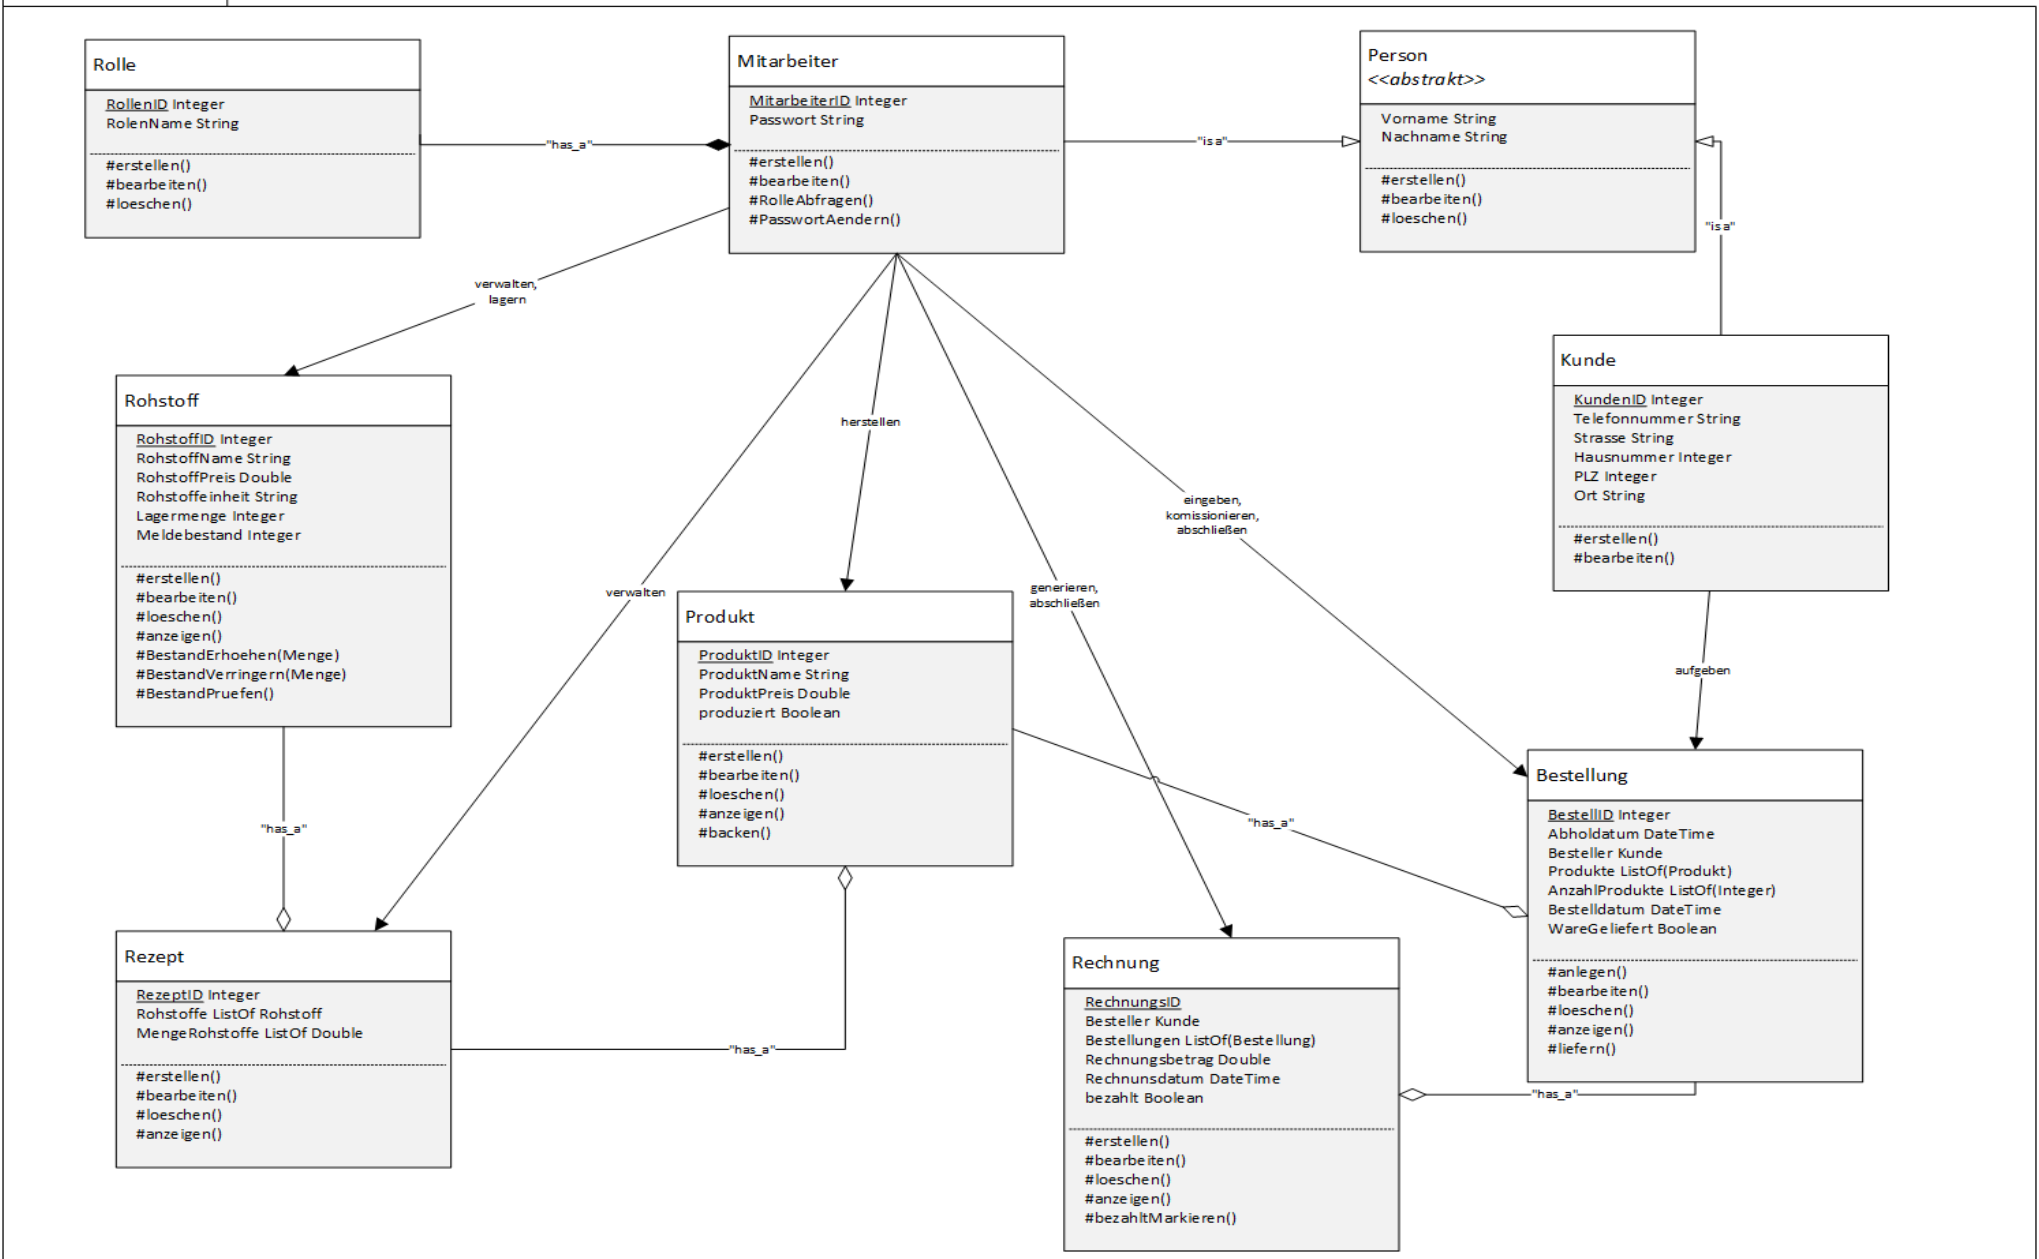 Rolle
RollenID Integer
RolenName String
#erstellen()
#bearbeiten()
#loeschen()
"has_a"
Mitarbeiter
MitarbeiterID Integer
Passwort String
#erstellen()
#bearbeiten()
#RolleAbfragen()
#PasswortAendern()
"is a"
Person
<<abstrakt>>
Vorname String
Nachname String
#erstellen()
#bearbeiten()
#loeschen()
"is a"
verwalten,
lagern
Kunde
KundenID Integer
Telefonnummer String
Strasse String
Hausnummer Integer
PLZ Integer
Ort String
#erstellen()
#bearbeiten()
Rohstoff
RohstoffID Integer
RohstoffName String
RohstoffPreis Double
Rohstoffeinheit String
Lagermenge Integer
Meldebestand Integer
#erstellen()
#bearbeiten()
#loeschen()
#anzeigen()
#BestandErhoehen(Menge)
#BestandVerringern(Menge)
#BestandPruefen()
herstellen
eingeben,
komissionieren,
abschließen
verwalten
generieren,
abschließen
Produkt
ProduktID Integer
ProduktName String
ProduktPreis Double
produziert Boolean
#erstellen()
#bearbeiten()
#loeschen()
#anzeigen()
#backen()
aufgeben
"has_a"
"has_a"
Bestellung
BestellID Integer
Abholdatum DateTime
Besteller Kunde
Produkte ListOf(Produkt)
AnzahlProdukte ListOf(Integer)
Bestelldatum DateTime
WareGeliefert Boolean
#anlegen()
#bearbeiten()
#loeschen()
#anzeigen()
#liefern()
Rezept
RezeptID Integer
Rohstoffe ListOf Rohstoff
MengeRohstoffe ListOf Double
#erstellen()
#bearbeiten()
#loeschen()
#anzeigen()
"has_a"
Rechnung
RechnungsID
Besteller Kunde
Bestellungen ListOf(Bestellung)
Rechnungsbetrag Double
Rechnunsdatum DateTime
bezahlt Boolean
#erstellen()
#bearbeiten()
#loeschen()
#anzeigen()
#bezahltMarkieren()
"has_a"